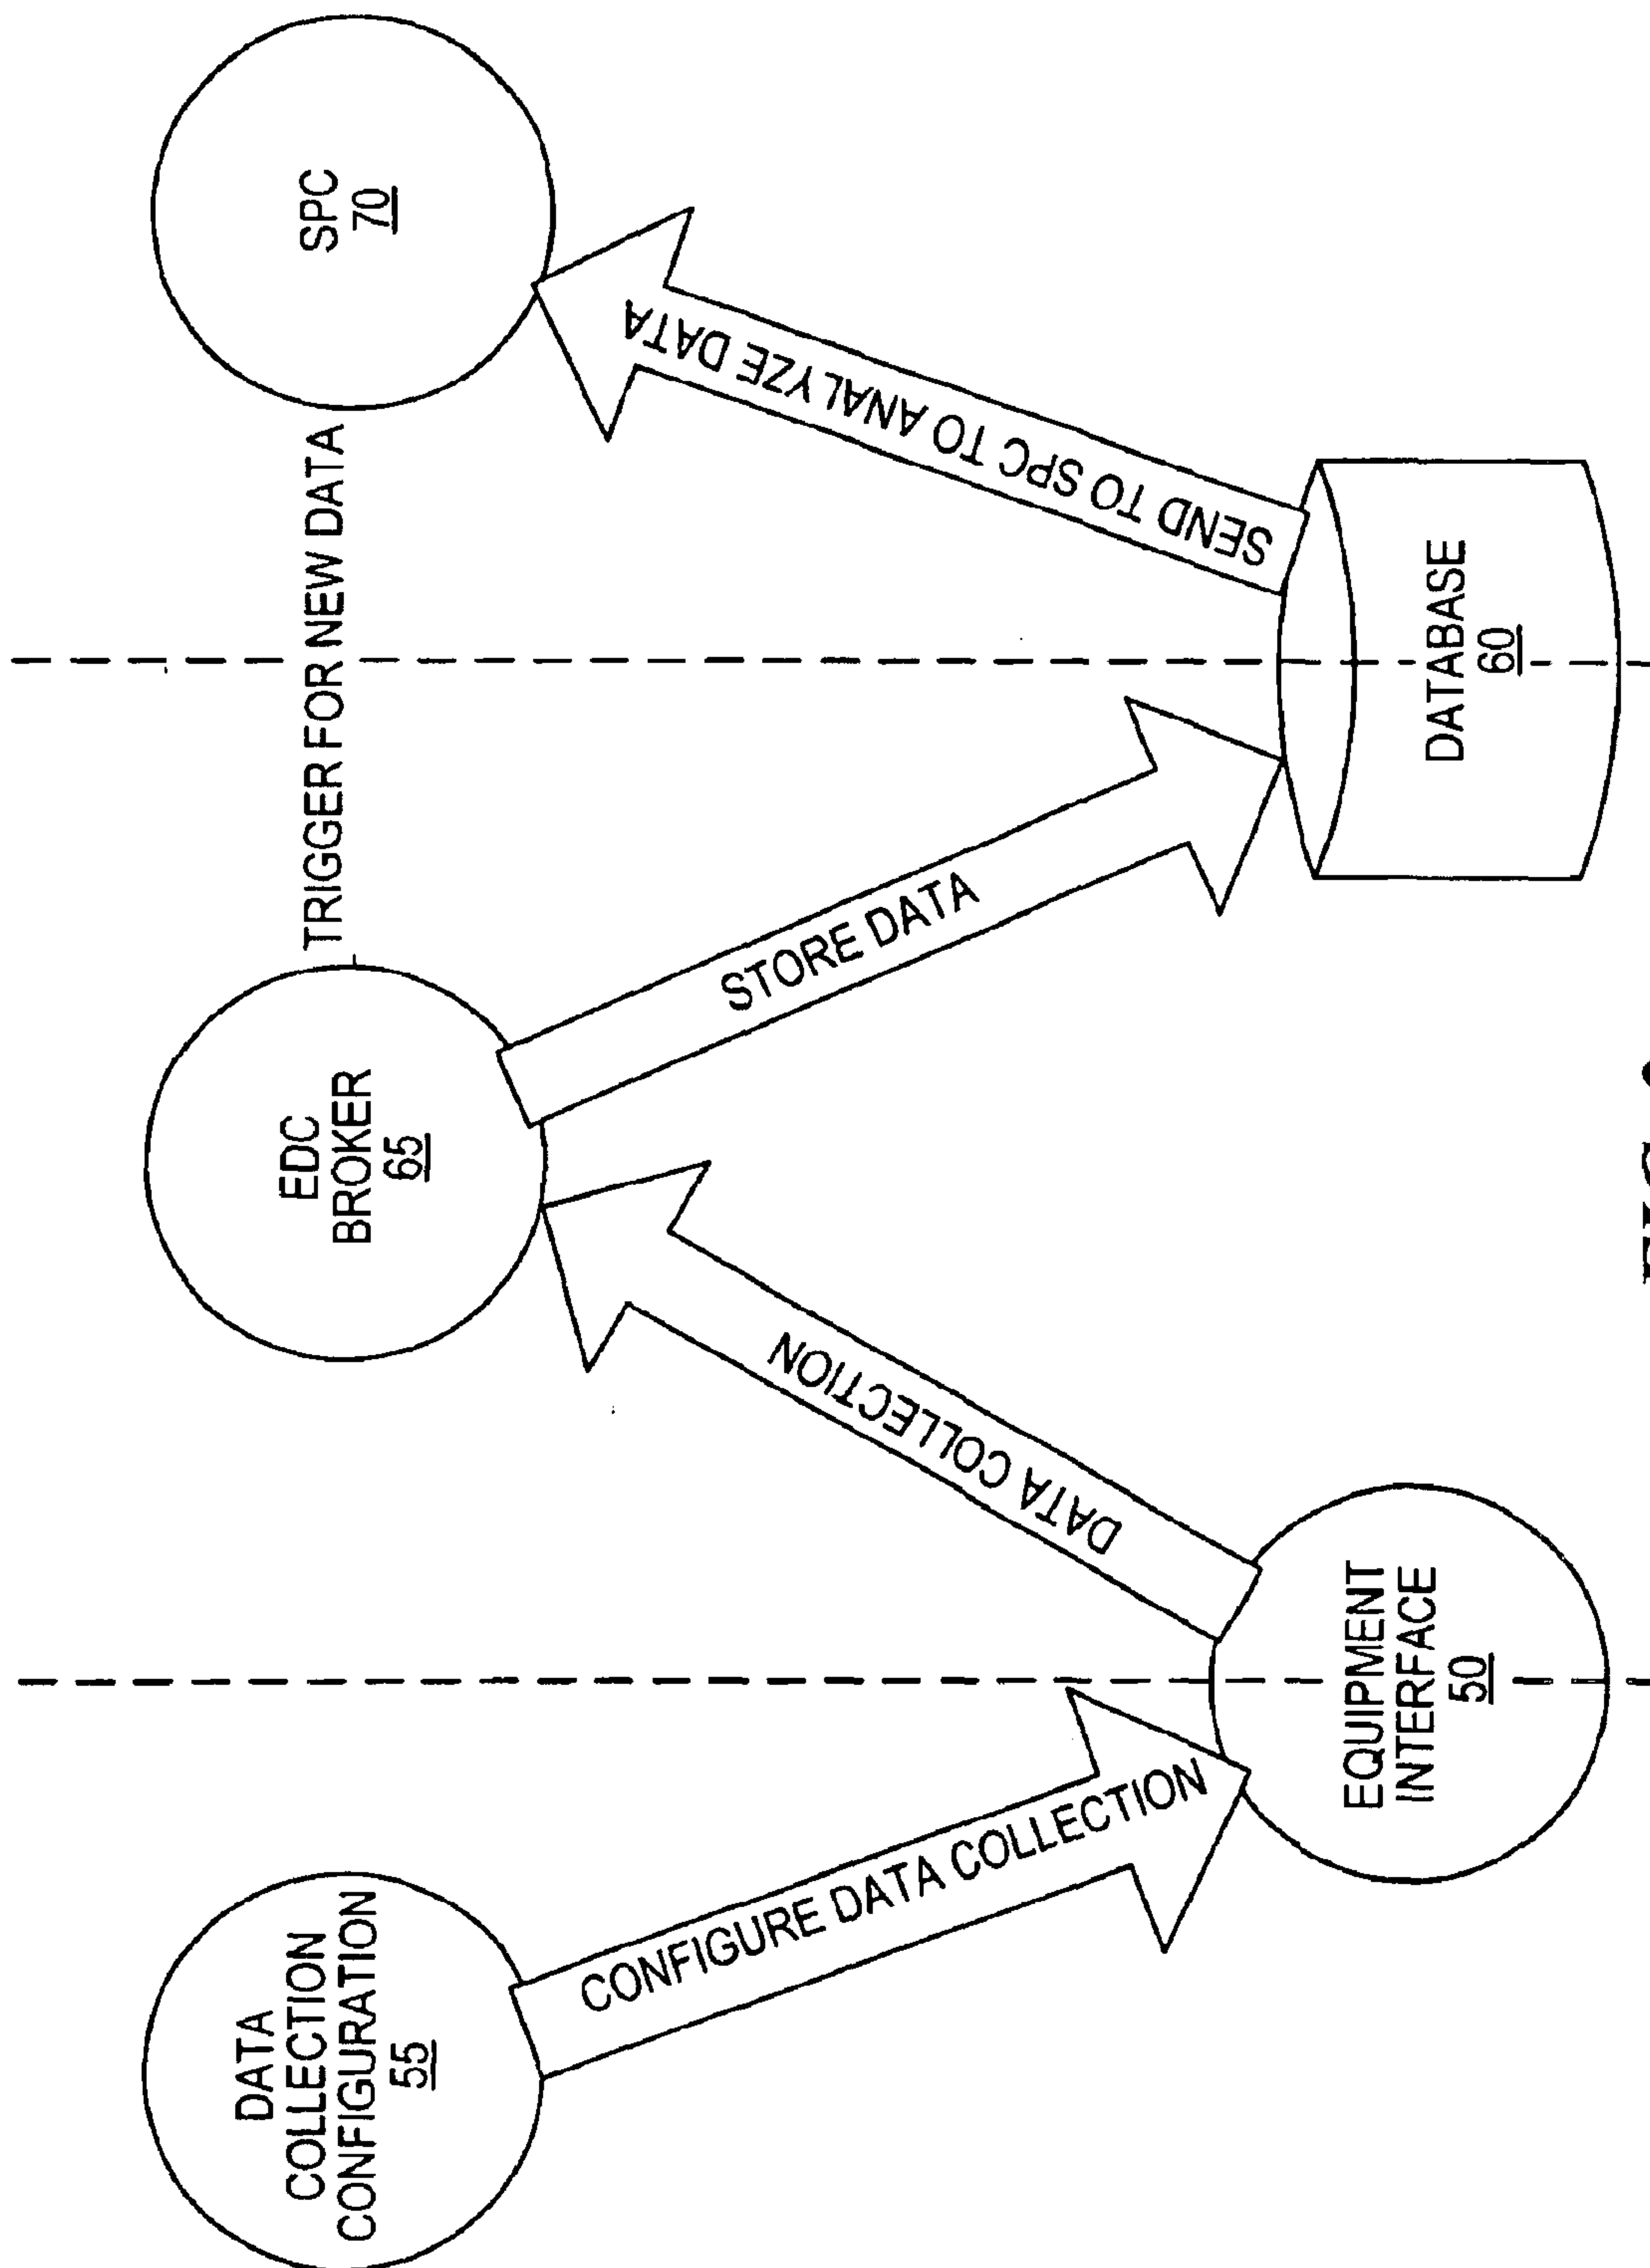 DATA
COLLECTION
CONFIGURATION
55
CONFIGURE DATA COLLECTION
EQUIPMENT
INTERFACE
50
DATA COLLECTION
EDC
BROKER
65
STORE DATA
TRIGGER FOR NEW DATA
DATABASE
60
SEND TO SPC TO ANALYZE DATA
SPC
70